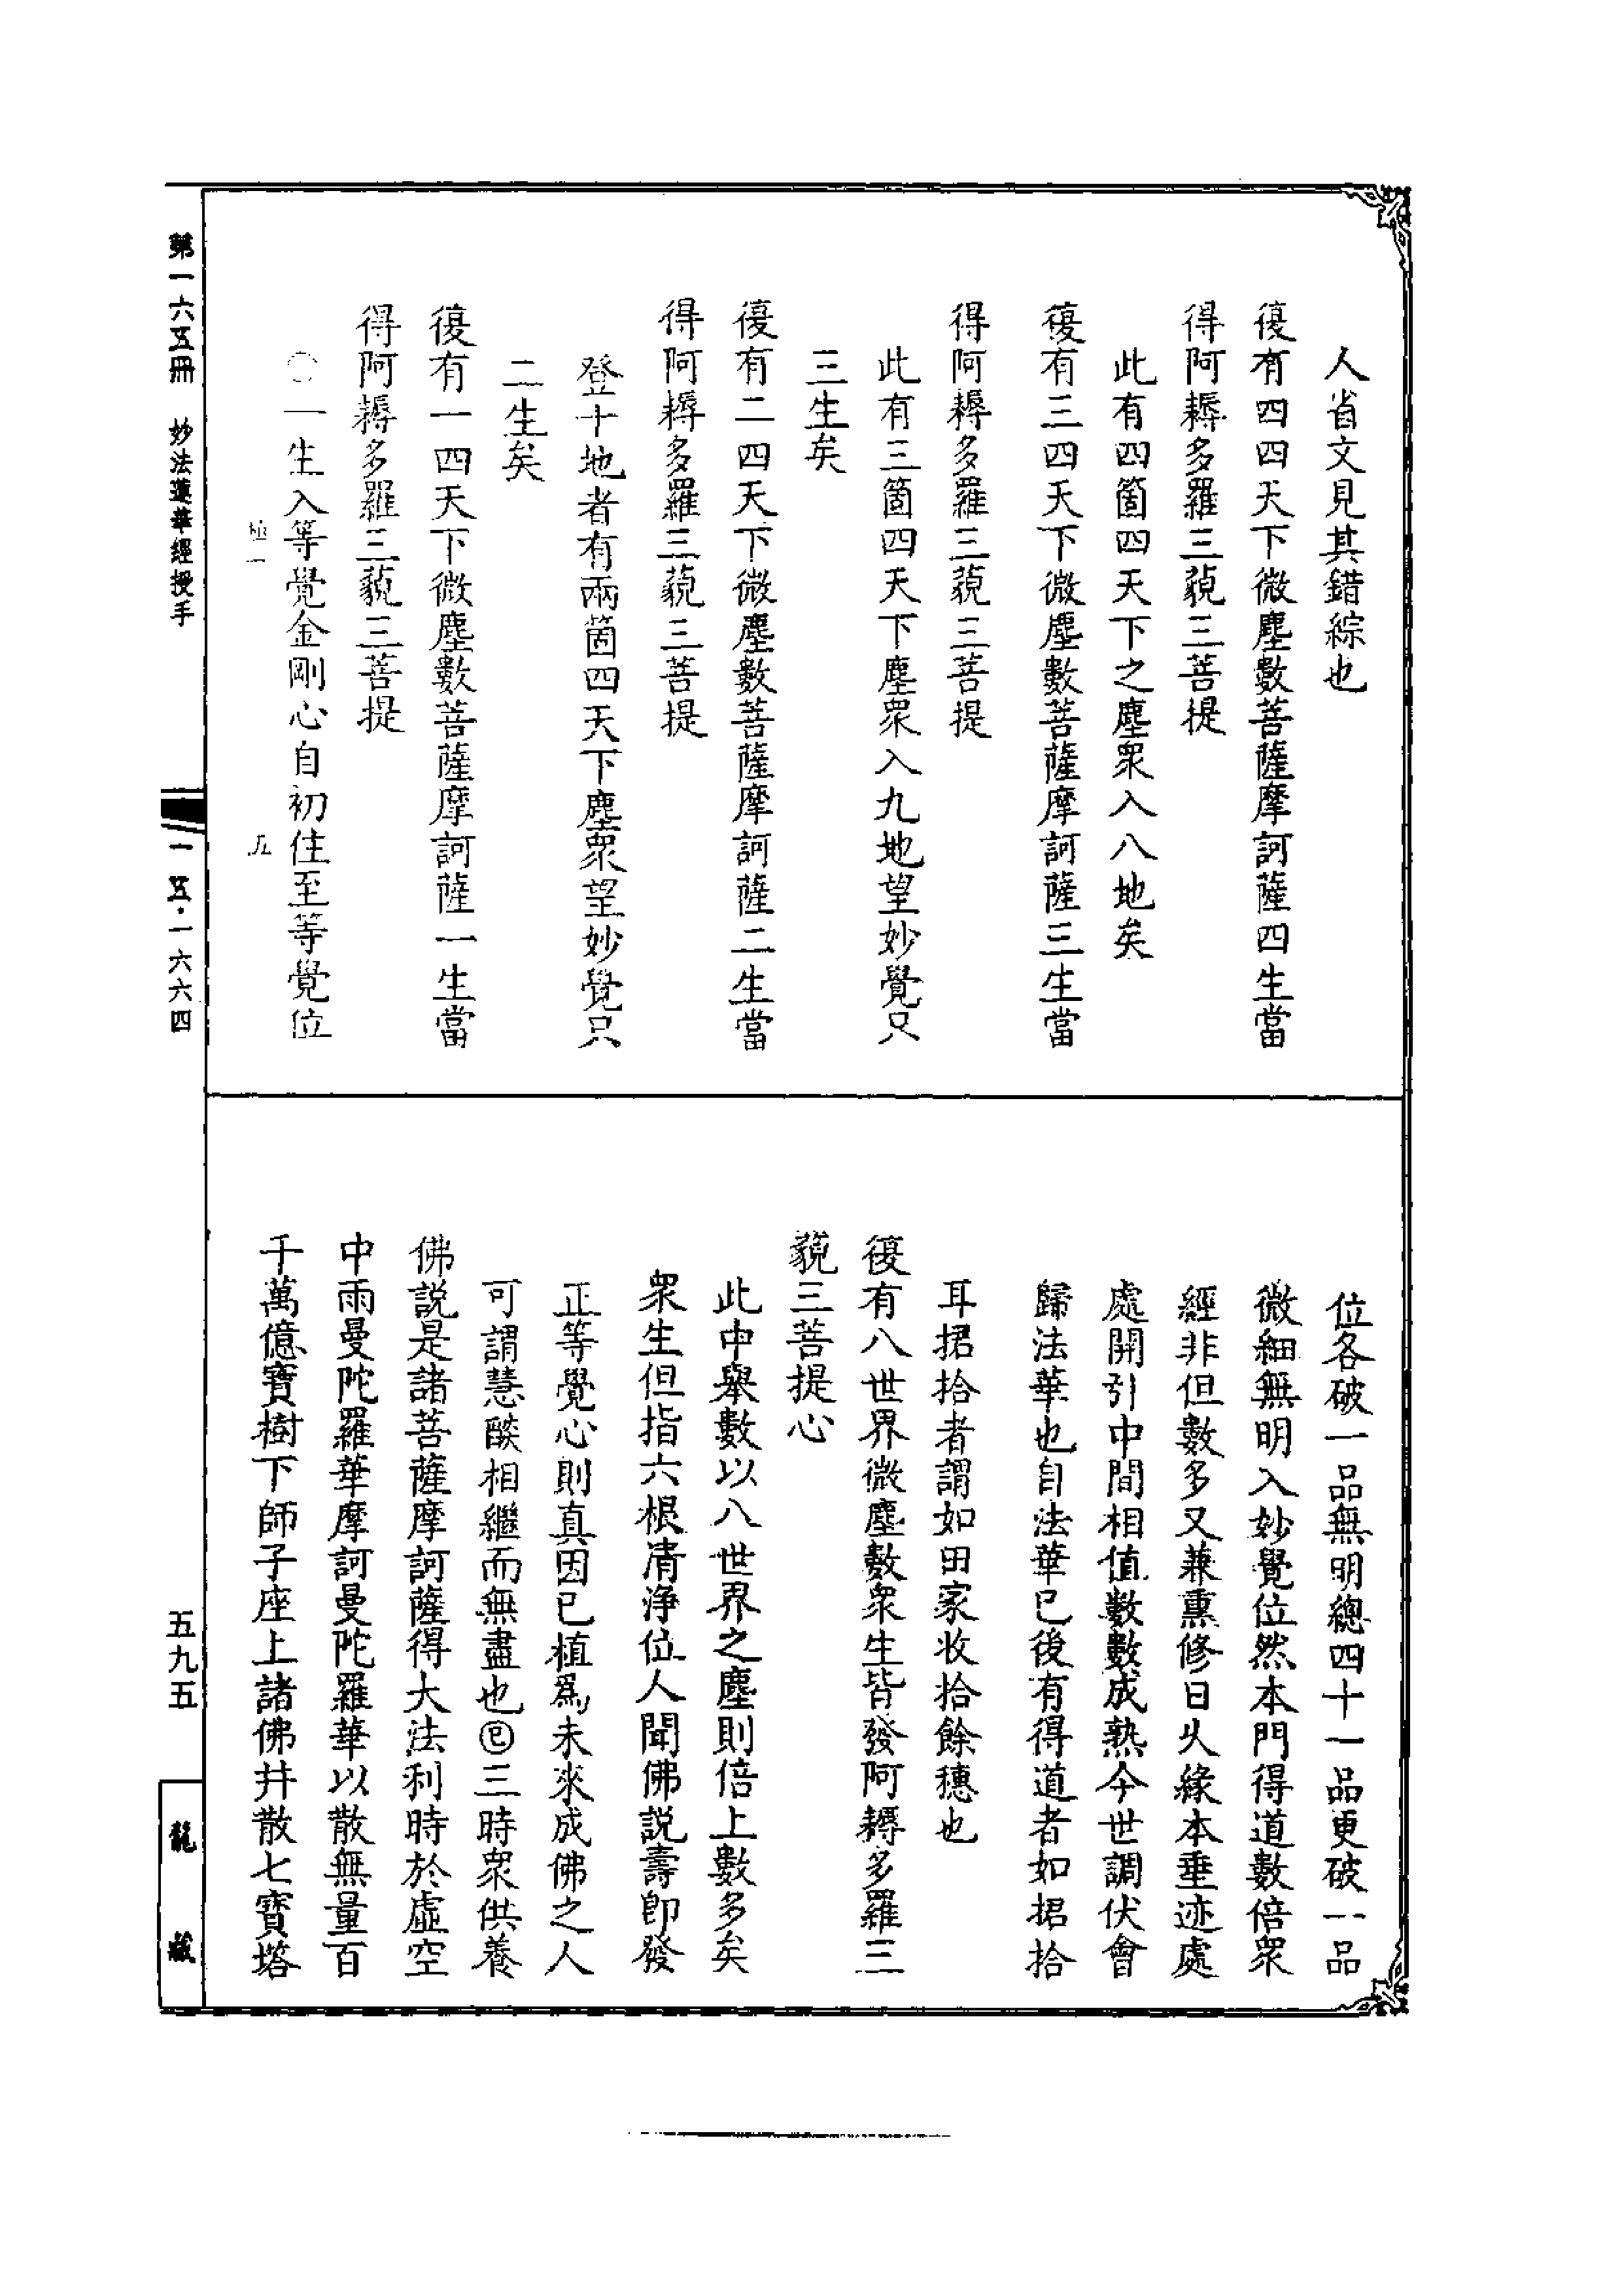 人省文見其錯綜也
復有四四天下微塵數菩薩摩訶薩四生當
得阿耨多羅三藐三菩提
此有四箇四天下之塵衆入八地矣
復有三四天下微塵數菩薩摩訶薩三生當
得阿耨多羅三藐三菩提
此有三箇四天下塵衆入九地望妙覺只
三生矣
復有二四天下微塵數菩薩摩訶薩二生當
得阿耨多羅三藐三菩提
登十地者有兩箇四天下塵衆望妙覺只
二生矣
復有一四天下微塵數菩薩摩訶薩一生當
得阿耨多羅三藐三菩提
〇一生入等覺金剛心自初住至等覺位
五
位各破一品無明總四十一品更破一品
微細無明入妙覺位然本門得道數倍衆
經非但數多又兼熏修日久緣本垂迹處
處開引中間相值數數成熟今世調伏會
歸法華也自法華已後有得道者如捃拾
耳捃拾者謂如田家收拾餘穗也
復有八世界微塵數衆生皆發阿耨多羅三
藐三菩提心
此中舉數以八世界之塵則倍上數多矣
衆生但指六根清淨位人聞佛説壽即發
正等覺心則真因已植爲未來成佛之人
可謂慧燄相繼而無盡也㊁三時衆供養
佛説是諸菩薩摩訶薩得大法利時於虛空
中雨曼陀羅華摩訶曼陀羅華以散無量百
千萬億寶樹下師子座上諸佛并散七寶塔
第一六五冊 妙法蓮華經授手
一五·一六六四
五九五
龍藏